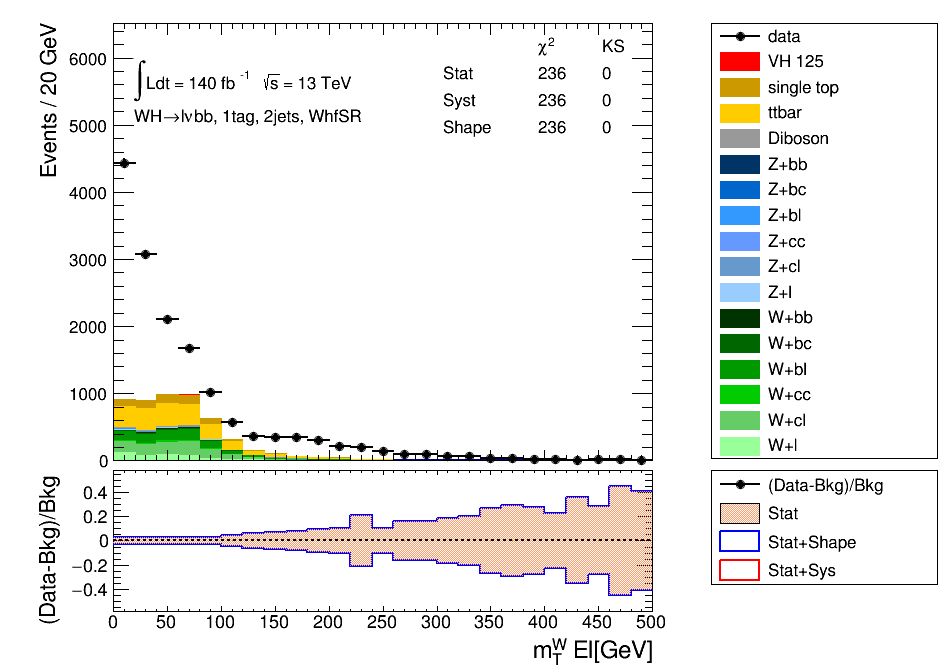 Events / 20 GeV
6000
5000
4000
3000
2000
1000
0
∫Ldt = 140 fb⁻¹ √s = 13 TeV
WH→lνbb, 1tag, 2jets, WhfSR
χ² KS
Stat 236 0
Syst 236 0
Shape 236 0
data
VH 125
single top
ttbar
Diboson
Z+bb
Z+bc
Z+bl
Z+cc
Z+cl
Z+l
W+bb
W+bc
W+bl
W+cc
W+cl
W+l
(Data-Bkg)/Bkg
0.4
0.2
0
−0.2
−0.4
0 50 100 150 200 250 300 350 400 450 500
m_T^W El[GeV]
(Data-Bkg)/Bkg
Stat
Stat+Shape
Stat+Sys